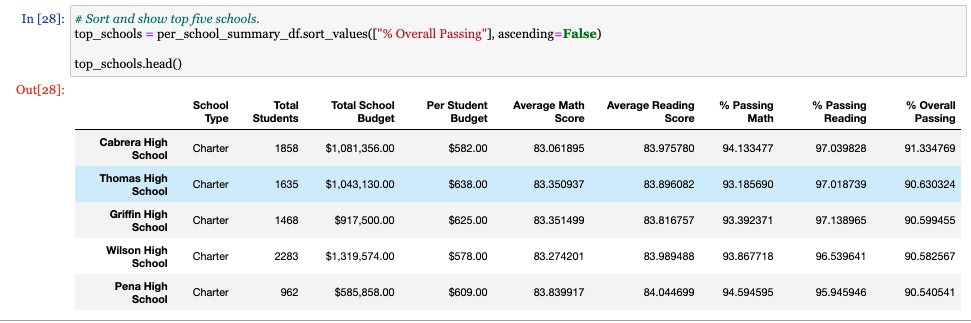 In [28]: # Sort and show top five schools.
top_schools = per_school_summary_df.sort_values(["% Overall Passing"], ascending=False)
top_schools.head()
Out[28]:
School Type Total Students Total School Budget Per Student Budget Average Math Score Average Reading Score % Passing Math % Passing Reading % Overall Passing
Cabrera High School Charter 1858 $1,081,356.00 $582.00 83.061895 83.975780 94.133477 97.039828 91.334769
Thomas High School Charter 1635 $1,043,130.00 $638.00 83.350937 83.896082 93.185690 97.018739 90.630324
Griffin High School Charter 1468 $917,500.00 $625.00 83.351499 83.816757 93.392371 97.138965 90.599455
Wilson High School Charter 2283 $1,319,574.00 $578.00 83.274201 83.989488 93.867718 96.539641 90.582567
Pena High School Charter 962 $585,858.00 $609.00 83.839917 84.044699 94.594595 95.945946 90.540541